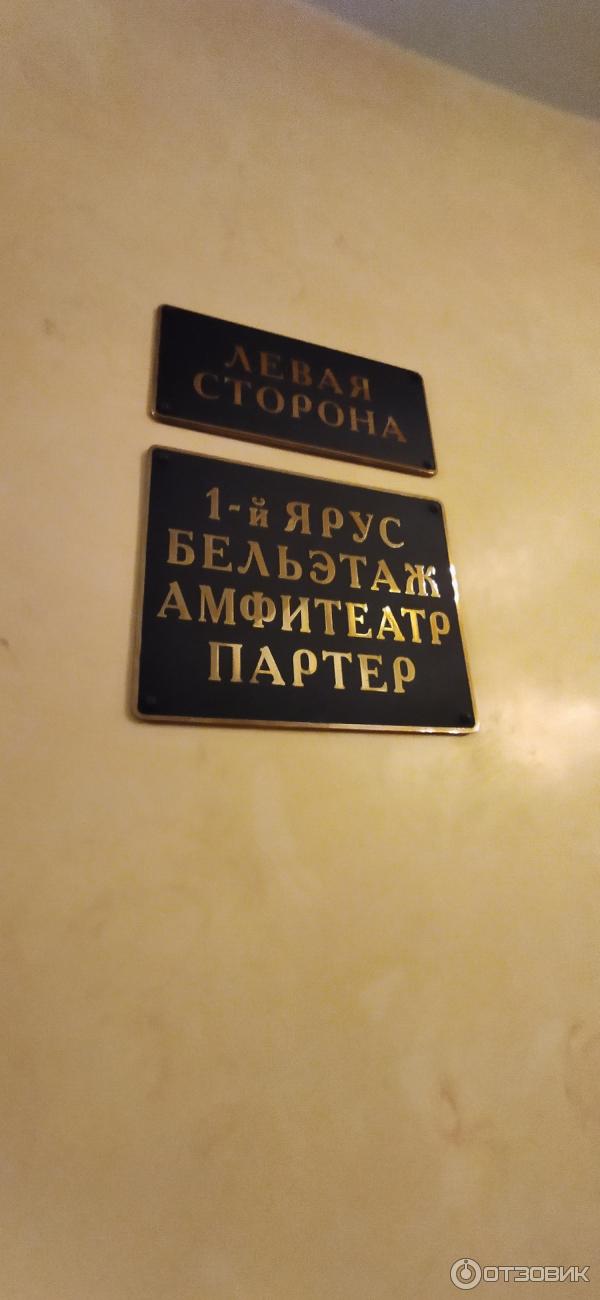 ЛЕВАЯ
СТОРОНА
1-й ЯРУС
БЕЛЬЭТАЖ
АМФИТЕАТР
ПАРТЕР
ОТЗОВИК